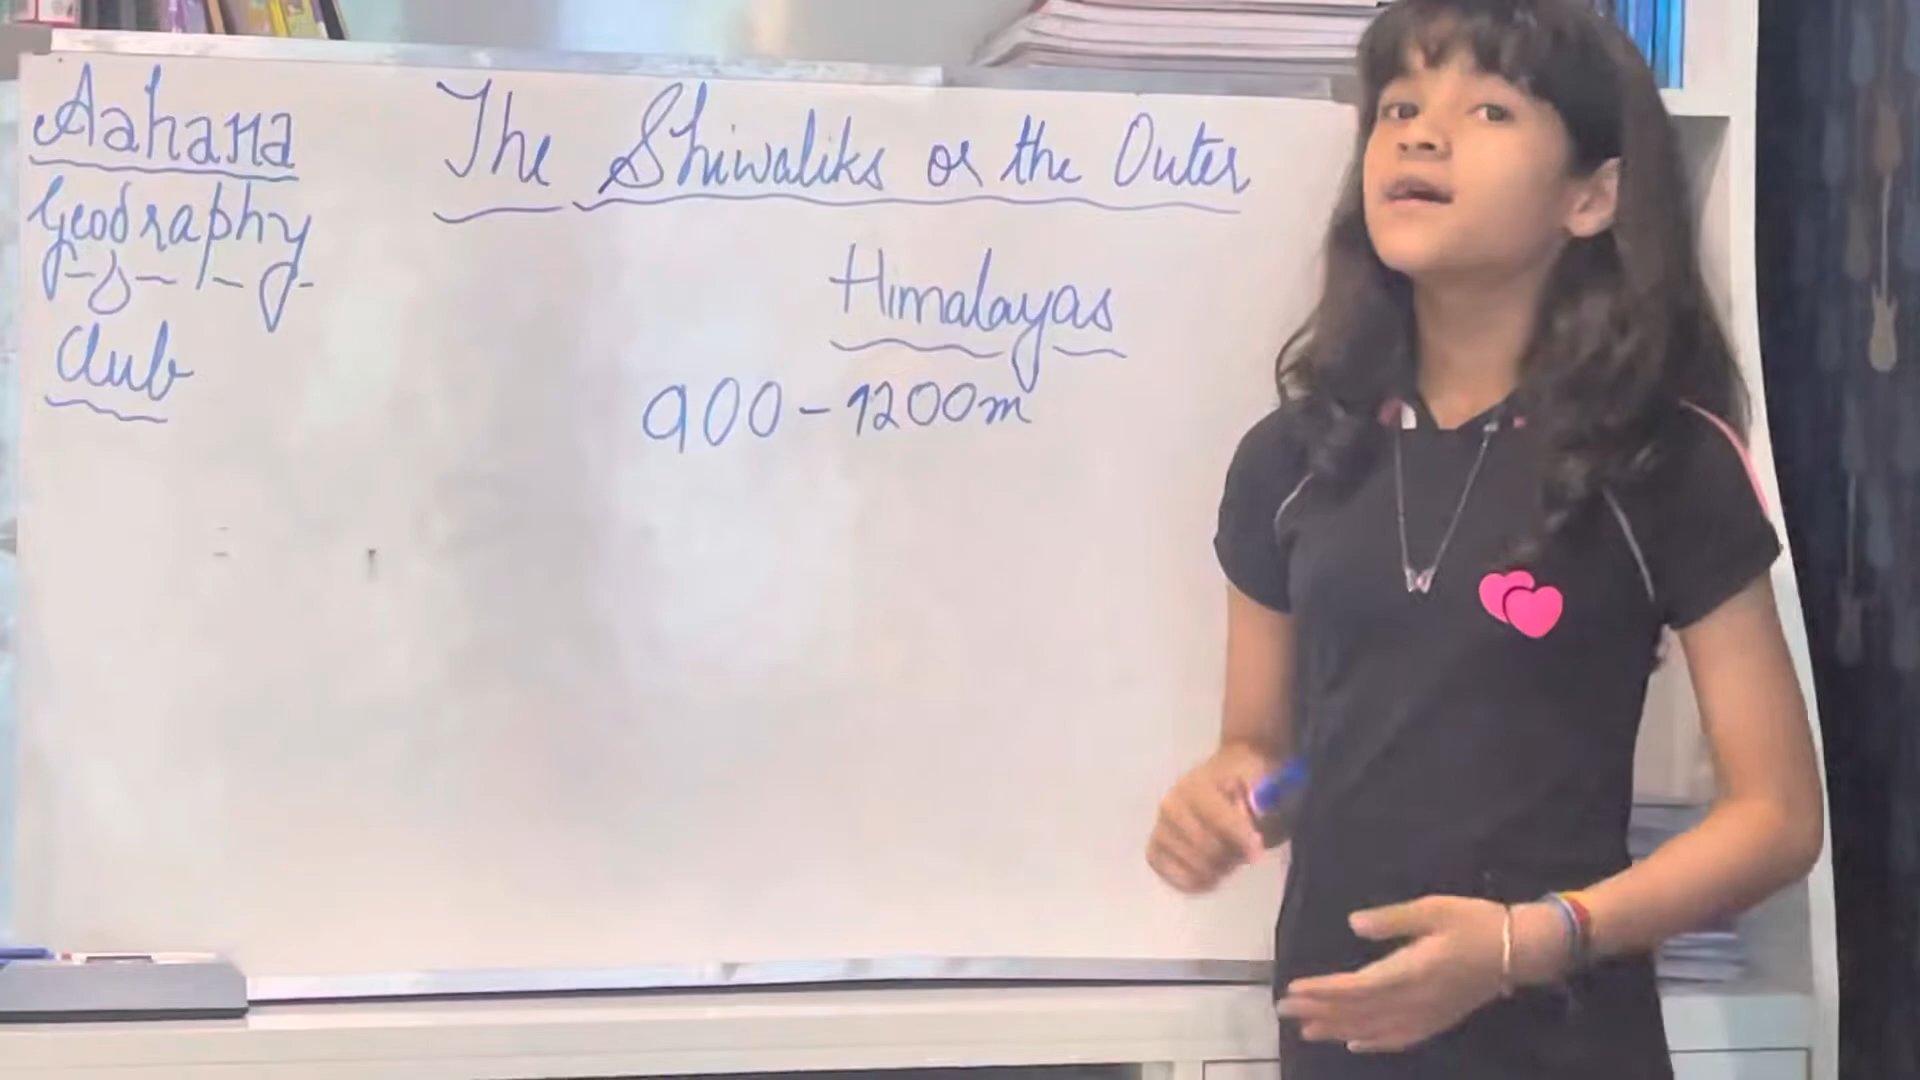 Aahana
Geography
Club
The Shiwaliks or the Outer
Himalayas
900-1200m